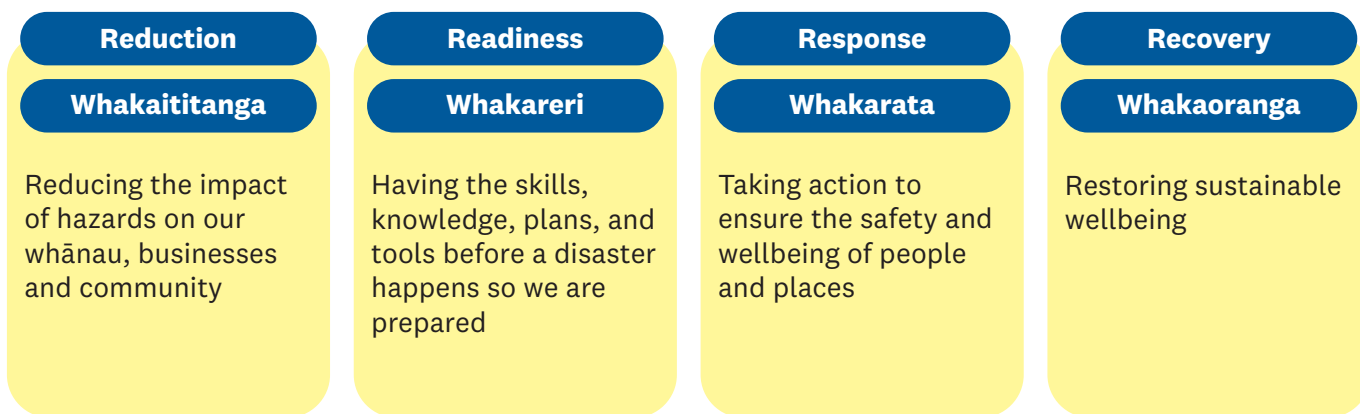 Reduction
Whakaititanga
Reducing the impact
of hazards on our
whānau, businesses
and community
Readiness
Whakareri
Having the skills,
knowledge, plans, and
tools before a disaster
happens so we are
prepared
Response
Whakarata
Taking action to
ensure the safety and
wellbeing of people
and places
Recovery
Whakaoranga
Restoring sustainable
wellbeing